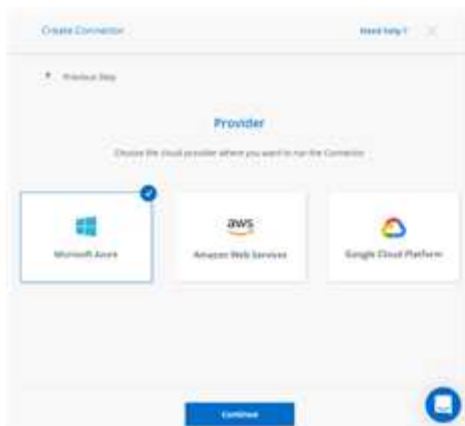 Create Connector
Need help?
Previous Step
Provider
Choose the cloud provider where you want to run the Connector
aws
Microsoft Azure
Amazon Web Services
Google Cloud Platform
Continue